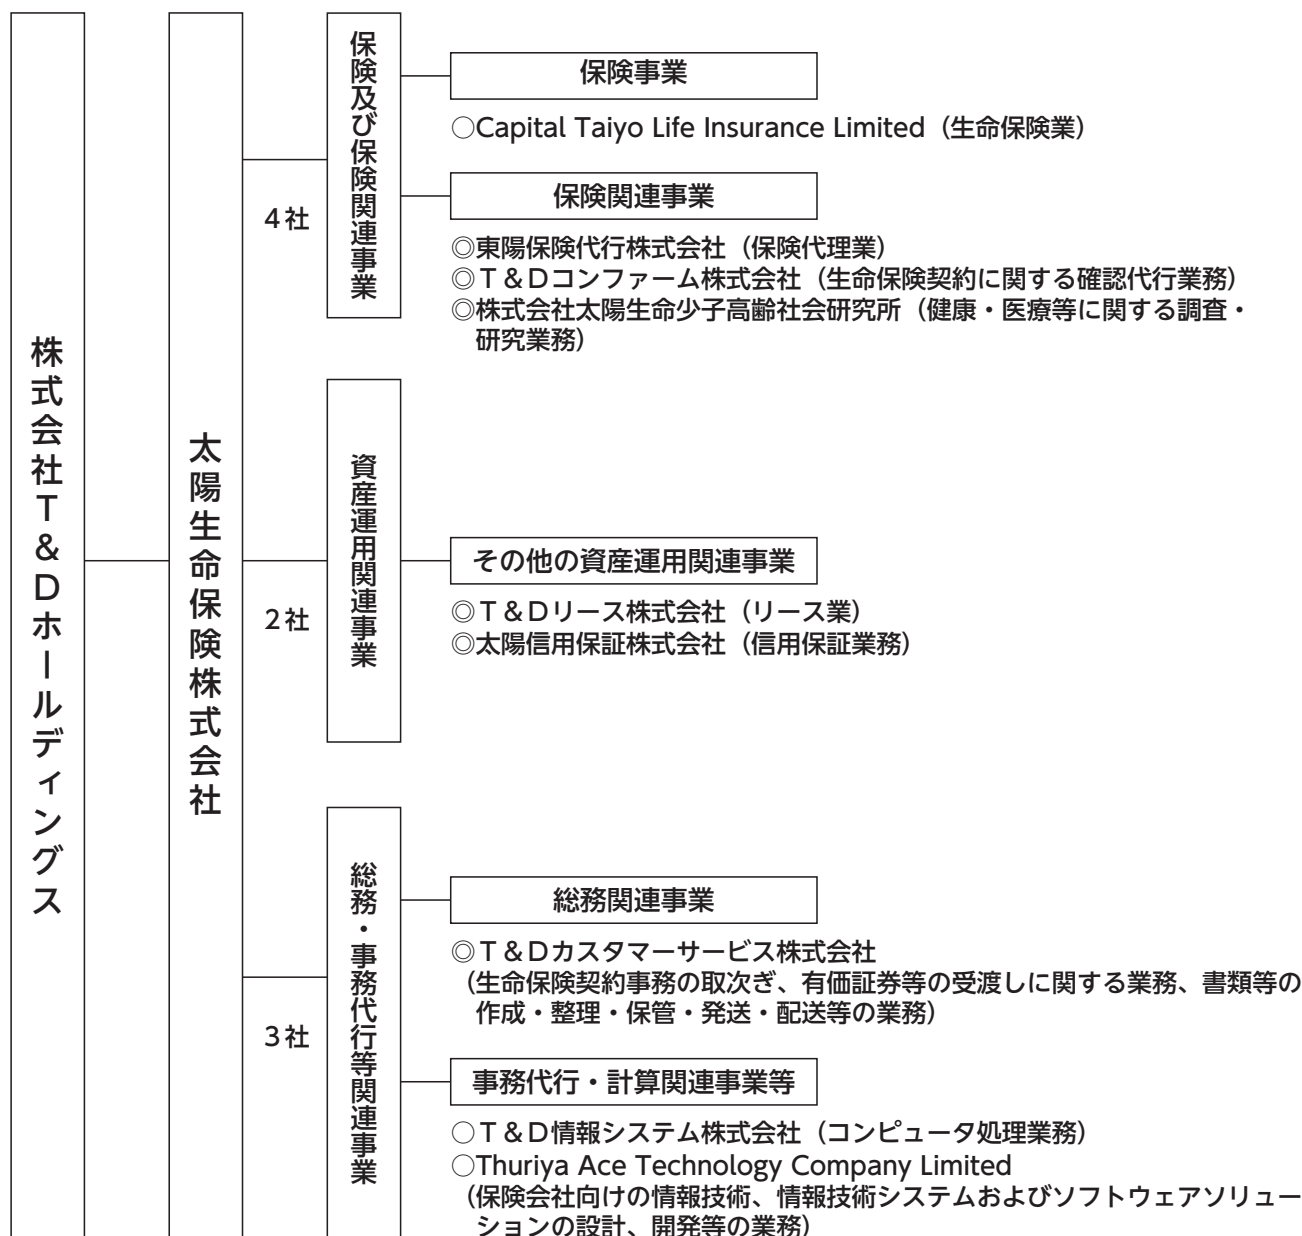 株式会社T&Dホールディングス
太陽生命保険株式会社
保険及び保険関連事業
4社
保険事業
○Capital Taiyo Life Insurance Limited(生命保険業)
保険関連事業
◎東陽保険代行株式会社(保険代理業)
◎T&Dコンファーム株式会社(生命保険契約に関する確認代行業務)
◎株式会社太陽生命少子高齢社会研究所(健康・医療等に関する調査・
研究業務)
資産運用関連事業
2社
その他の資産運用関連事業
◎T&Dリース株式会社(リース業)
◎太陽信用保証株式会社(信用保証業務)
総務・事務代行等関連事業
3社
総務関連事業
◎T&Dカスタマーサービス株式会社
(生命保険契約事務の取次ぎ、有価証券等の受渡しに関する業務、書類等の
作成・整理・保管・発送・配送等の業務)
事務代行・計算関連事業等
○T&D情報システム株式会社(コンピュータ処理業務)
○Thuriya Ace Technology Company Limited
(保険会社向けの情報技術、情報技術システムおよびソフトウェアソリュー
ションの設計、開発等の業務)